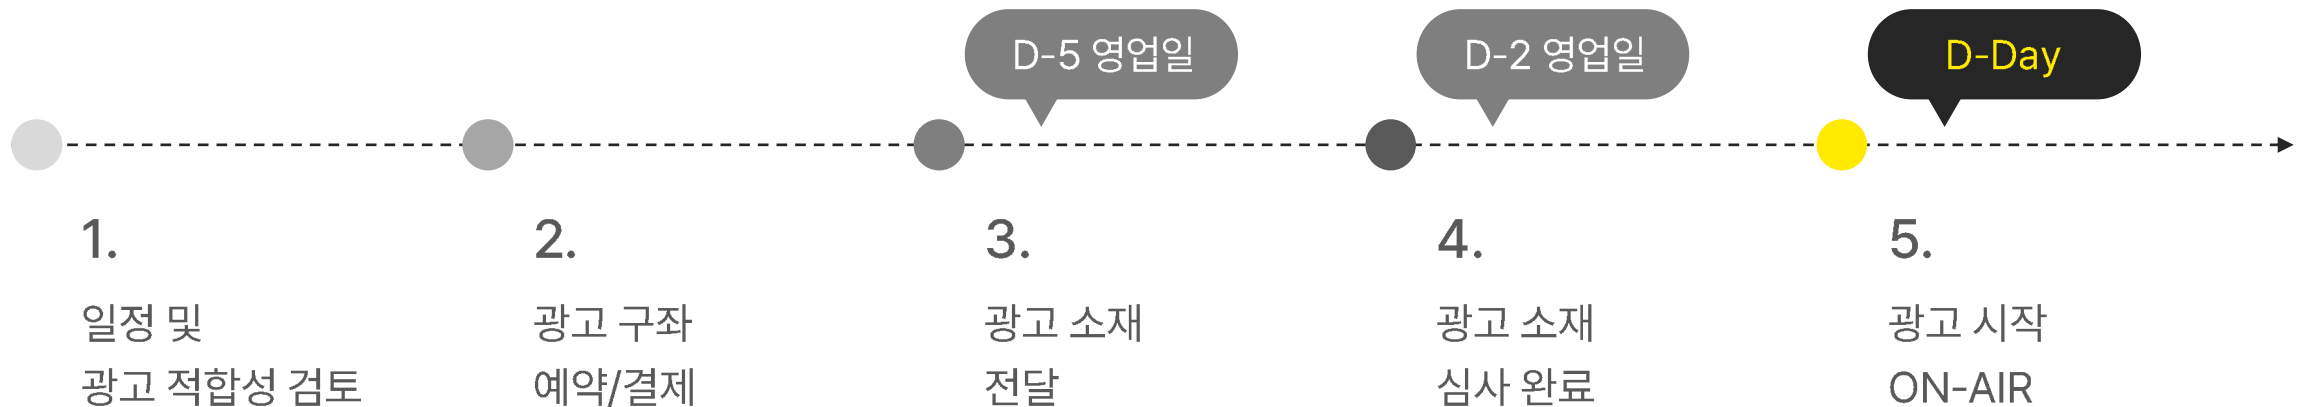 D-5 영업일
D-2 영업일
D-Day
1.
일정 및
광고 적합성 검토
2.
광고 구좌
예약/결제
3.
광고 소재
전달
4.
광고 소재
심사 완료
5.
광고 시작
ON-AIR